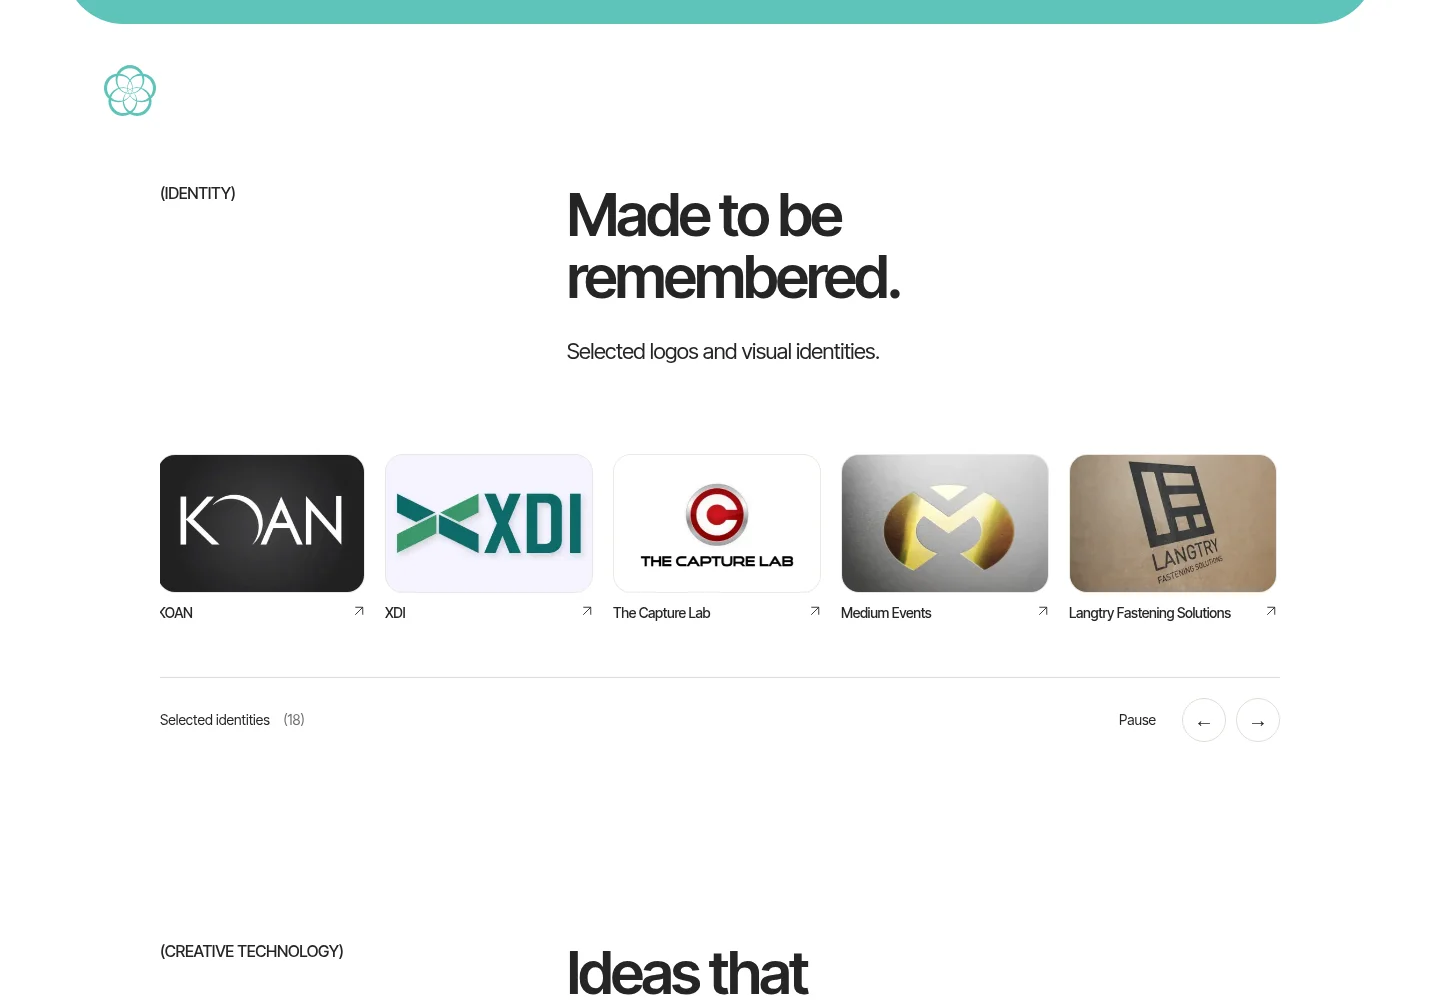 (IDENTITY)
Made to be
remembered.
Selected logos and visual identities.
KOAN
XDI
THE CAPTURE LAB
LANGTRY
FASTENING SOLUTIONS
KOAN
XDI
The Capture Lab
Medium Events
Langtry Fastening Solutions
Selected identities (18)
Pause ← →
(CREATIVE TECHNOLOGY)
Ideas that